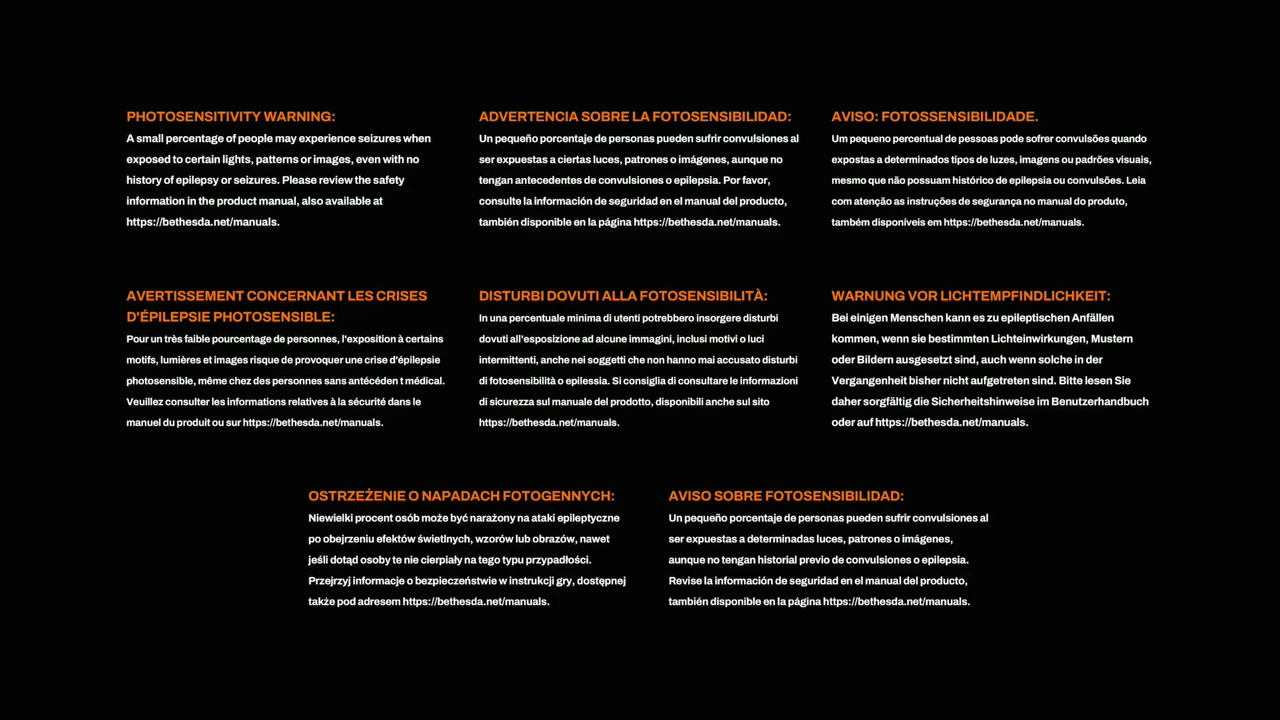 PHOTOSENSITIVITY WARNING:
A small percentage of people may experience seizures when
exposed to certain lights, patterns or images, even with no
history of epilepsy or seizures. Please review the safety
information in the product manual, also available at
https://bethesda.net/manuals.
ADVERTENCIA SOBRE LA FOTOSENSIBILIDAD:
Un pequeño porcentaje de personas pueden sufrir convulsiones al
ser expuestas a ciertas luces, patrones o imágenes, aunque no
tengan antecedentes de convulsiones o epilepsia. Por favor,
consulte la información de seguridad en el manual del producto,
también disponible en la página https://bethesda.net/manuals.
AVISO: FOTOSSENSIBILIDADE.
Um pequeno percentual de pessoas pode sofrer convulsões quando
expostas a determinados tipos de luzes, imagens ou padrões visuais,
mesmo que não possuam histórico de epilepsia ou convulsões. Leia
com atenção as instruções de segurança no manual do produto,
também disponíveis em https://bethesda.net/manuals.
AVERTISSEMENT CONCERNANT LES CRISES
D'ÉPILEPSIE PHOTOSENSIBLE:
Pour un très faible pourcentage de personnes, l'exposition à certains
motifs, lumières et images risque de provoquer une crise d'épilepsie
photosensible, même chez des personnes sans antécéden t médical.
Veuillez consulter les informations relatives à la sécurité dans le
manuel du produit ou sur https://bethesda.net/manuals.
DISTURBI DOVUTI ALLA FOTOSENSIBILITÀ:
In una percentuale minima di utenti potrebbero insorgere disturbi
dovuti all'esposizione ad alcune immagini, inclusi motivi o luci
intermittenti, anche nei soggetti che non hanno mai accusato disturbi
di fotosensibilità o epilessia. Si consiglia di consultare le informazioni
di sicurezza sul manuale del prodotto, disponibili anche sul sito
https://bethesda.net/manuals.
WARNUNG VOR LICHTEMPFINDLICHKEIT:
Bei einigen Menschen kann es zu epileptischen Anfällen
kommen, wenn sie bestimmten Lichteinwirkungen, Mustern
oder Bildern ausgesetzt sind, auch wenn solche in der
Vergangenheit bisher nicht aufgetreten sind. Bitte lesen Sie
daher sorgfältig die Sicherheitshinweise im Benutzerhandbuch
oder auf https://bethesda.net/manuals.
OSTRZEŻENIE O NAPADACH FOTOGENNYCH:
Niewielki procent osób może być narażony na ataki epileptyczne
po obejrzeniu efektów świetlnych, wzorów lub obrazów, nawet
jeśli dotąd osoby te nie cierpiały na tego typu przypadłości.
Przejrzyj informacje o bezpieczeństwie w instrukcji gry, dostępnej
także pod adresem https://bethesda.net/manuals.
AVISO SOBRE FOTOSENSIBILIDAD:
Un pequeño porcentaje de personas pueden sufrir convulsiones al
ser expuestas a determinadas luces, patrones o imágenes,
aunque no tengan historial previo de convulsiones o epilepsia.
Revise la información de seguridad en el manual del producto,
también disponible en la página https://bethesda.net/manuals.